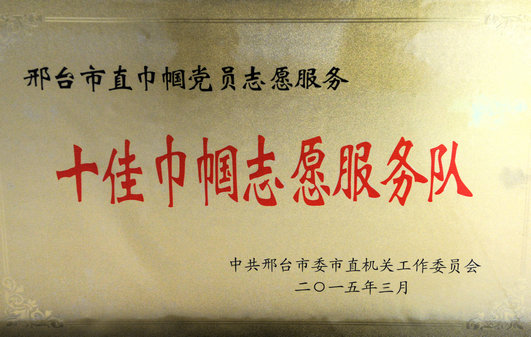 邢台市直巾帼党员志愿服务
十佳巾帼志愿服务队
中共邢台市委市直机关工作委员会
二〇一五年三月